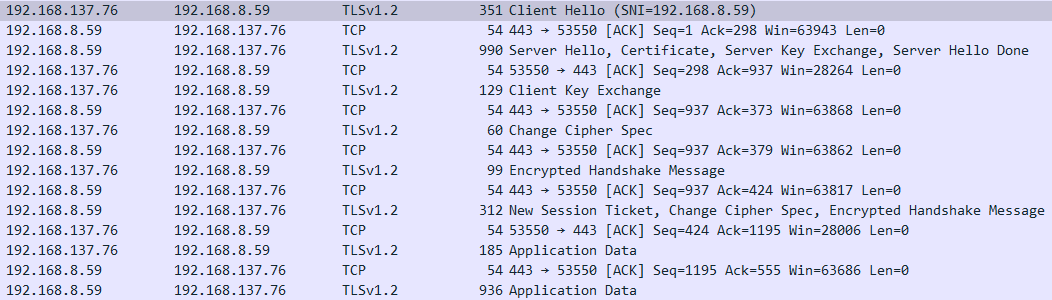 192.168.137.76 192.168.8.59 TLSv1.2 351 Client Hello (SNI=192.168.8.59)
192.168.8.59 192.168.137.76 TCP 54 443 → 53550 [ACK] Seq=1 Ack=298 Win=63943 Len=0
192.168.8.59 192.168.137.76 TLSv1.2 990 Server Hello, Certificate, Server Key Exchange, Server Hello Done
192.168.137.76 192.168.8.59 TCP 54 53550 → 443 [ACK] Seq=298 Ack=937 Win=28264 Len=0
192.168.137.76 192.168.8.59 TLSv1.2 129 Client Key Exchange
192.168.8.59 192.168.137.76 TCP 54 443 → 53550 [ACK] Seq=937 Ack=373 Win=63868 Len=0
192.168.137.76 192.168.8.59 TLSv1.2 60 Change Cipher Spec
192.168.8.59 192.168.137.76 TCP 54 443 → 53550 [ACK] Seq=937 Ack=379 Win=63862 Len=0
192.168.137.76 192.168.8.59 TLSv1.2 99 Encrypted Handshake Message
192.168.8.59 192.168.137.76 TCP 54 443 → 53550 [ACK] Seq=937 Ack=424 Win=63817 Len=0
192.168.8.59 192.168.137.76 TLSv1.2 312 New Session Ticket, Change Cipher Spec, Encrypted Handshake Message
192.168.137.76 192.168.8.59 TCP 54 53550 → 443 [ACK] Seq=424 Ack=1195 Win=28006 Len=0
192.168.137.76 192.168.8.59 TLSv1.2 185 Application Data
192.168.8.59 192.168.137.76 TCP 54 443 → 53550 [ACK] Seq=1195 Ack=555 Win=63686 Len=0
192.168.8.59 192.168.137.76 TLSv1.2 936 Application Data